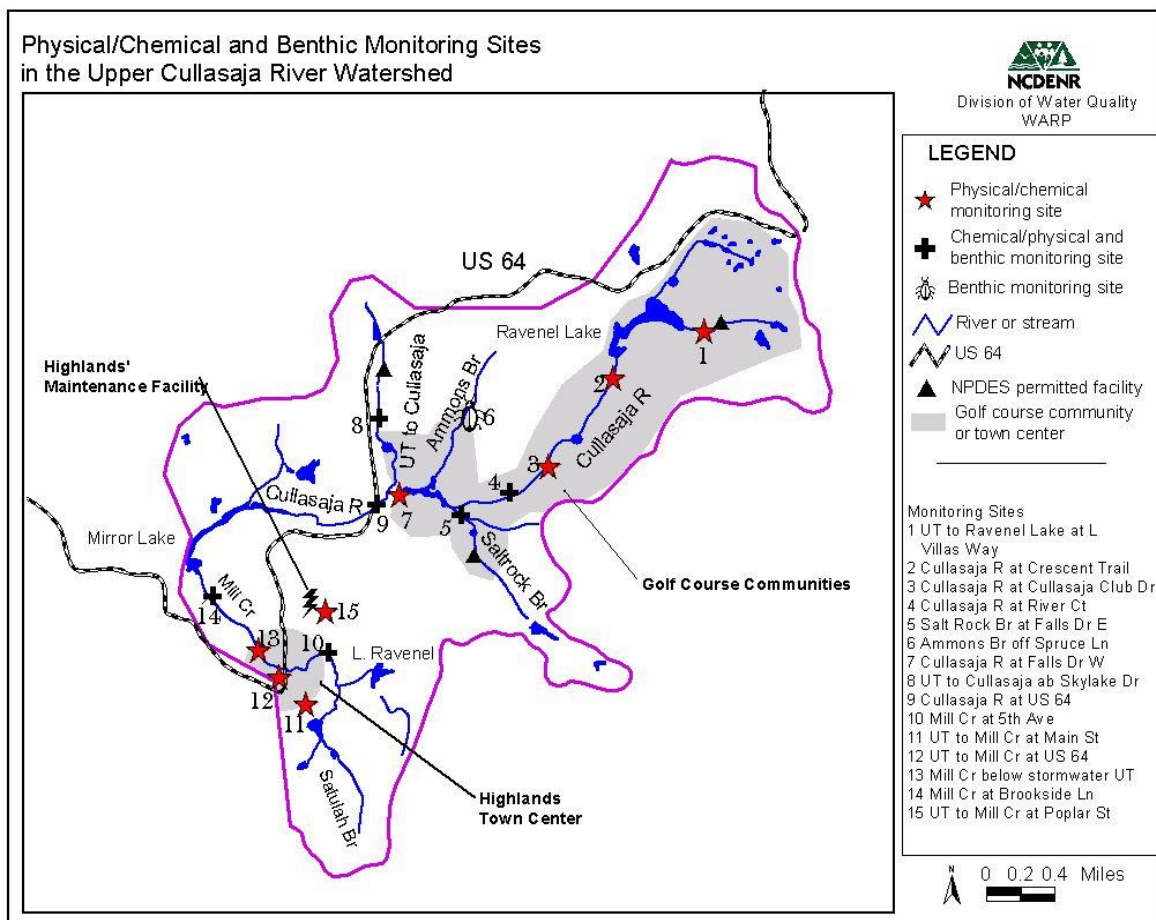 Physical/Chemical and Benthic Monitoring Sites
in the Upper Cullasaja River Watershed
NCDENR
Division of Water Quality
WARP
LEGEND
Physical/chemical
monitoring site
Chemical/physical and
benthic monitoring site
Benthic monitoring site
River or stream
US 64
NPDES permitted facility
Golf course community
or town center
Monitoring Sites
1 UT to Ravenel Lake at L
Villas Way
2 Cullasaja R at Crescent Trail
3 Cullasaja R at Cullasaja Club Dr
4 Cullasaja R at River Ct
5 Salt Rock Br at Falls Dr E
6 Ammons Br off Spruce Ln
7 Cullasaja R at Falls Dr W
8 UT to Cullasaja ab Skylake Dr
9 Cullasaja R at US 64
10 Mill Cr at 5th Ave
11 UT to Mill Cr at Main St
12 UT to Mill Cr at US 64
13 Mill Cr below stormwater UT
14 Mill Cr at Brookside Ln
15 UT to Mill Cr at Poplar St
N
0 0.2 0.4 Miles
US 64
Ravenel Lake
1
2
Highlands'
Maintenance Facility
UT to Cullasaja
Ammons Br
6
8
Cullasaja R
3
4
Cullasaja R
9
7
5
Mirror Lake
Saltrock Br
Golf Course Communities
Mill Cr
14
15
13
10
L. Ravenel
12
11
Satulah Br
Highlands
Town Center